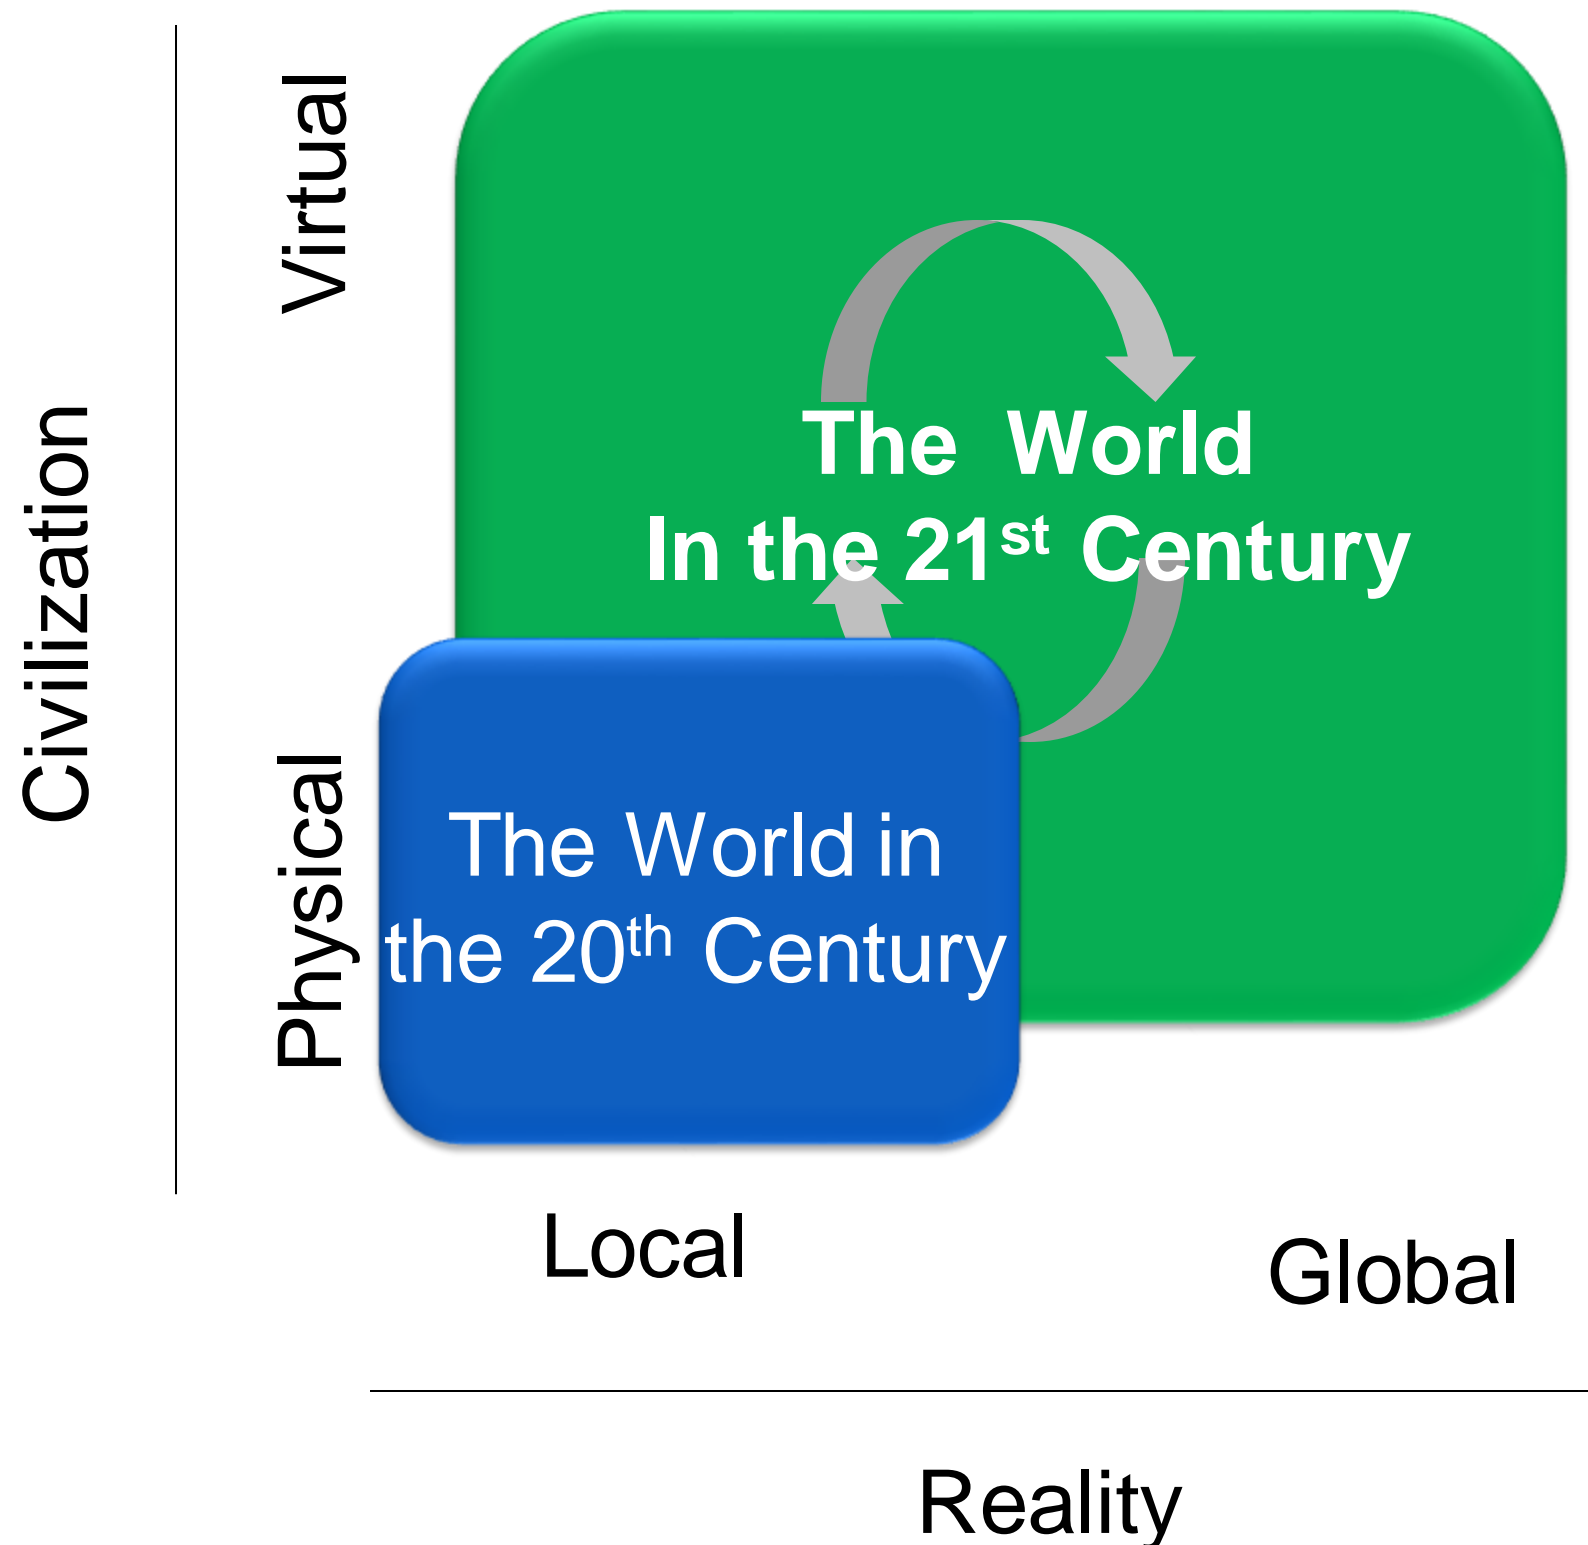 Civilization
Virtual
Physical
The World
In the 21st Century
The World in
the 20th Century
Local
Global
Reality